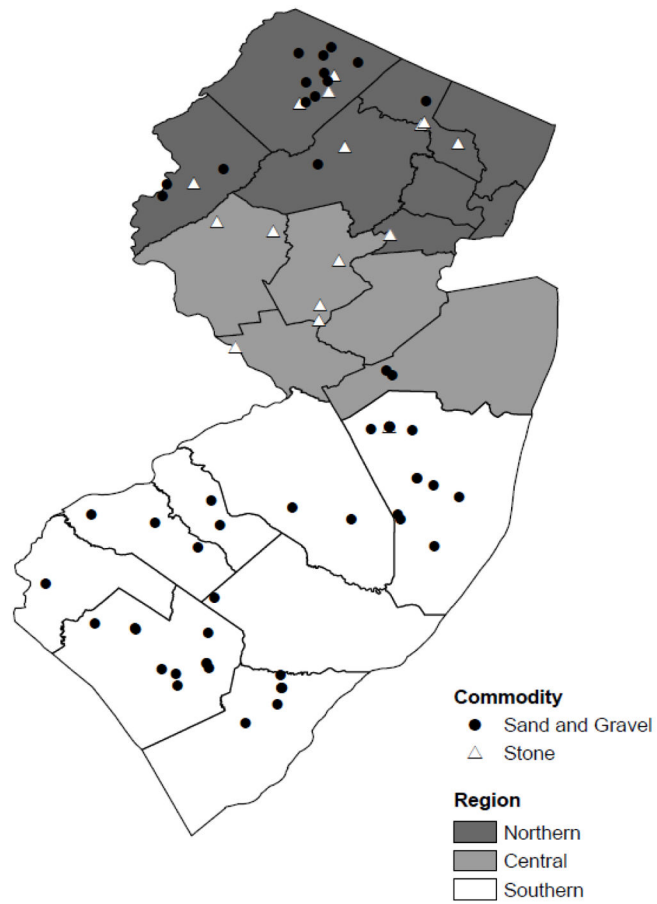 Commodity
Sand and Gravel
Stone
Region
Northern
Central
Southern